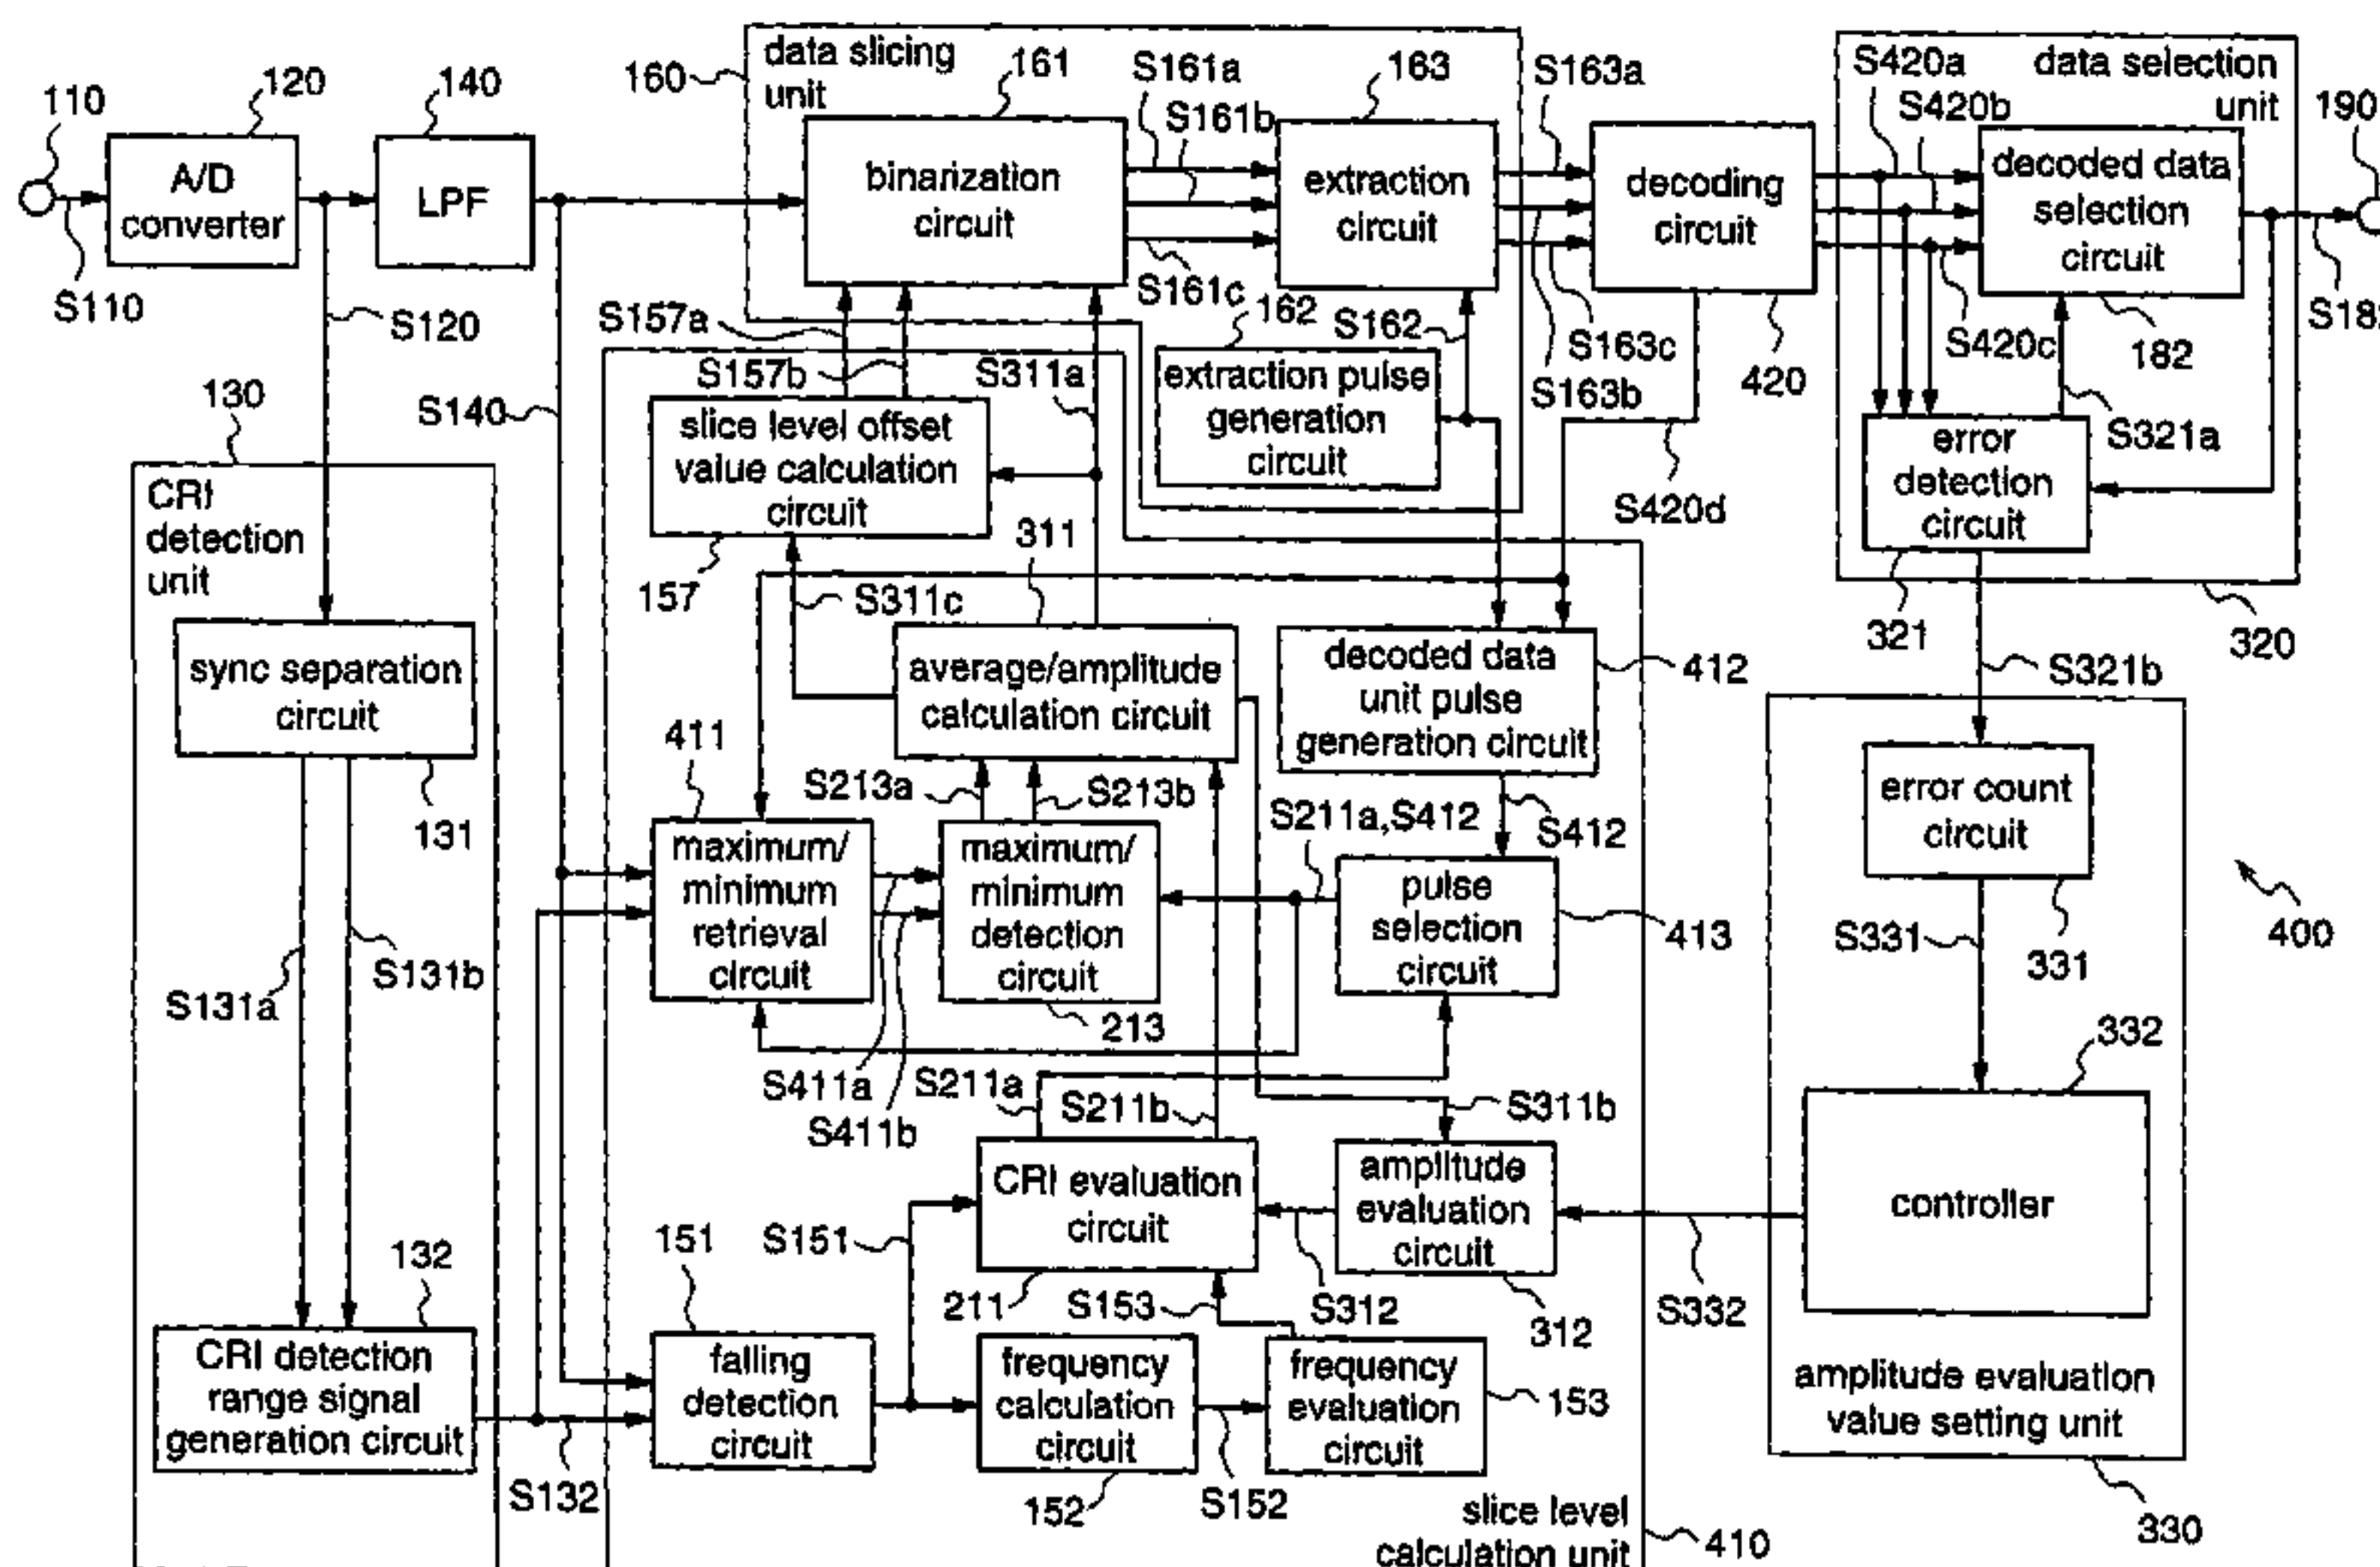 110
S110
120
A/D
converter
S120
140
LPF
S140
130
CRI
detection
unit
sync separation
circuit
131
S131a
S131b
132
CRI detection
range signal
generation circuit
S132
160
data slicing
unit
161
binarization
circuit
S161a
S161b
S161c
163
extraction
circuit
S163a
S163c
S163b
162
S162
extraction pulse
generation
circuit
decoding
circuit
420
S420d
S157a
S157b
S311a
slice level offset
value calculation
circuit
157
S311c
311
average/amplitude
calculation circuit
decoded data
unit pulse
generation circuit
412
S412
411
maximum/
minimum
retrieval
circuit
S213a
S213b
maximum/
minimum
detection
circuit
213
S211a,S412
pulse
selection
circuit
413
S411a
S411b
S211a
S211b
S311b
CRI evaluation
circuit
211
amplitude
evaluation
circuit
312
S312
S151
S153
151
falling
detection
circuit
frequency
calculation
circuit
152
S152
frequency
evaluation
circuit
153
slice level
calculation unit
410
S420a
S420b
S420c
data selection
unit
decoded data
selection
circuit
182
190
S321a
error
detection
circuit
321
320
S321b
error count
circuit
331
S331
332
controller
S332
amplitude evaluation
value setting unit
330
400